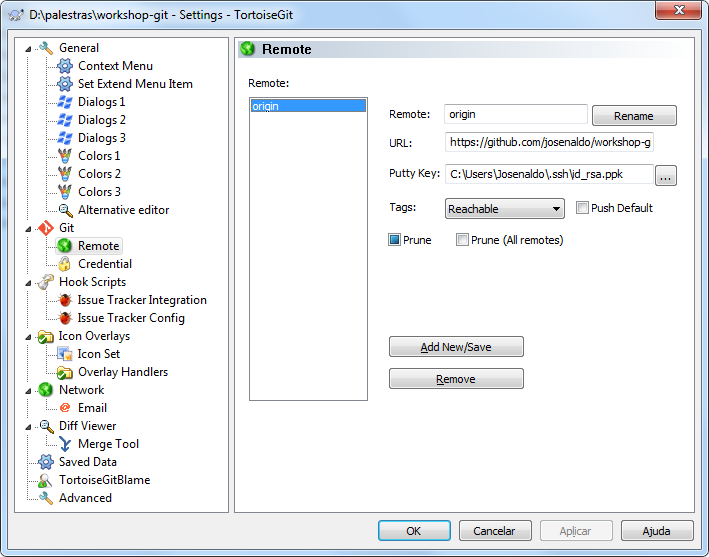 D:\palestras\workshop-git - Settings - TortoiseGit
General
Context Menu
Set Extend Menu Item
Dialogs 1
Dialogs 2
Dialogs 3
Colors 1
Colors 2
Colors 3
Alternative editor
Git
Remote
Credential
Hook Scripts
Issue Tracker Integration
Issue Tracker Config
Icon Overlays
Icon Set
Overlay Handlers
Network
Email
Diff Viewer
Merge Tool
Saved Data
TortoiseGitBlame
Advanced
Remote
Remote:
origin
Remote: origin Rename
URL: https://github.com/josenaldo/workshop-g
Putty Key: C:\Users\Josenaldo\.ssh\id_rsa.ppk ...
Tags: Reachable Push Default
Prune Prune (All remotes)
Add New/Save
Remove
OK Cancelar Aplicar Ajuda